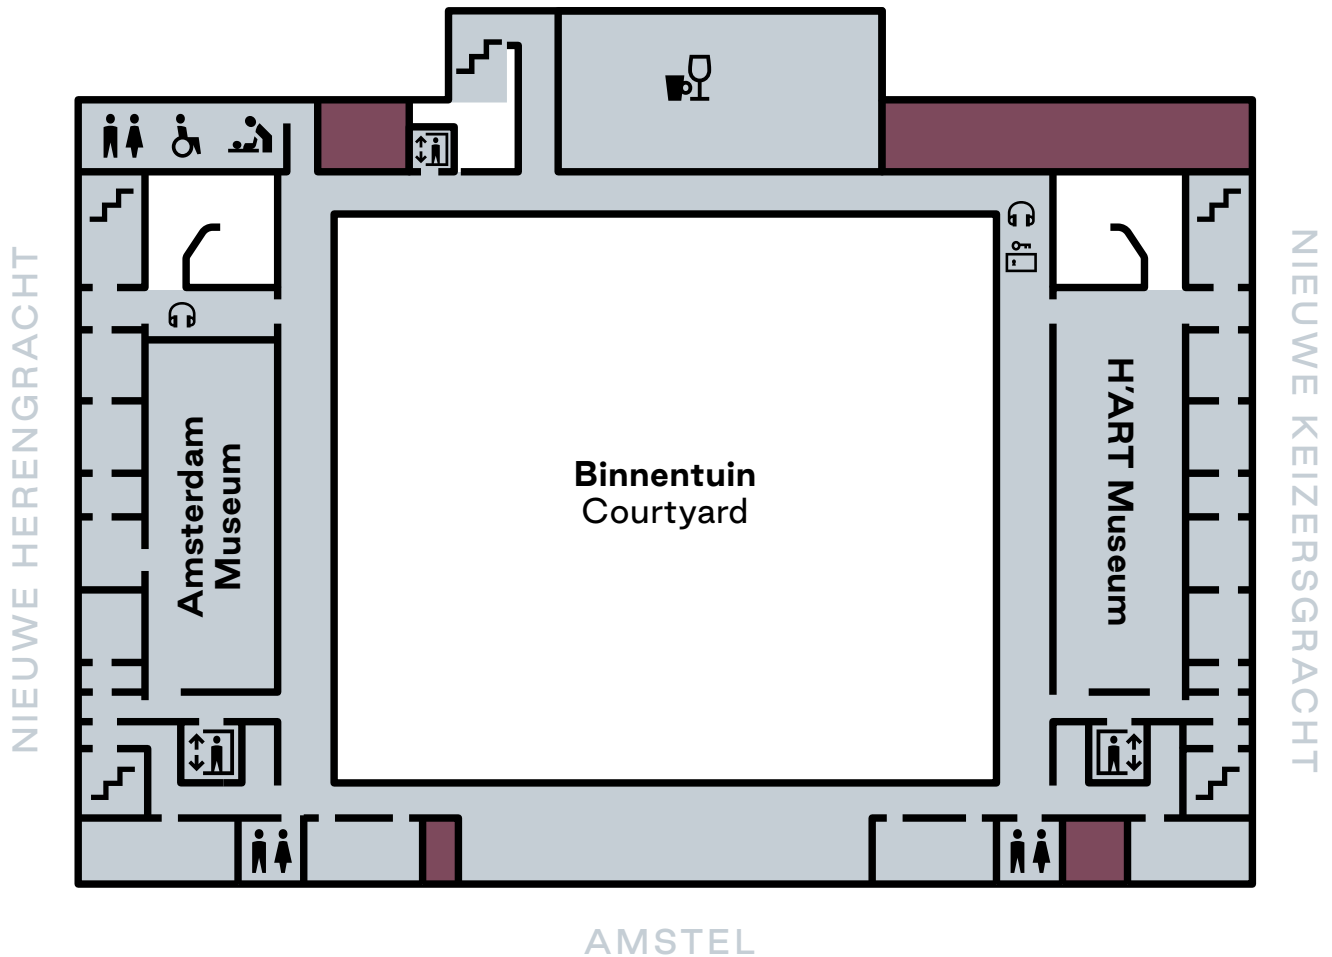 NIEUWE HERENGRACHT
Amsterdam
Museum
Binnentuin
Courtyard
H'ART Museum
NIEUWE KEIZERSGRACHT
AMSTEL